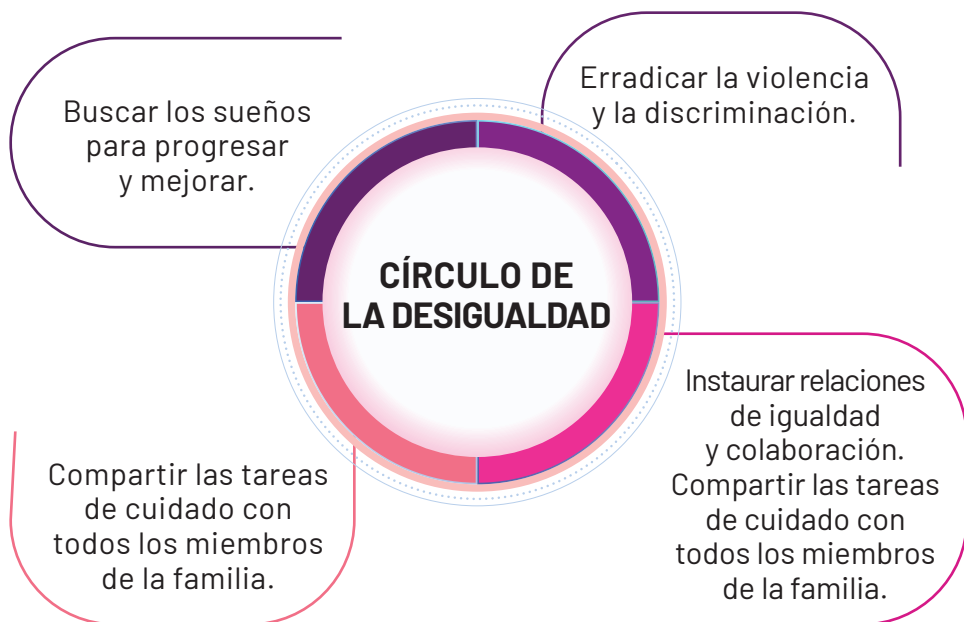 Buscar los sueños
para progresar
y mejorar.
Erradicar la violencia
y la discriminación.
CÍRCULO DE
LA DESIGUALDAD
Instaurar relaciones
de igualdad
y colaboración.
Compartir las tareas
de cuidado con
todos los miembros
de la familia.
Compartir las tareas
de cuidado con
todos los miembros
de la familia.